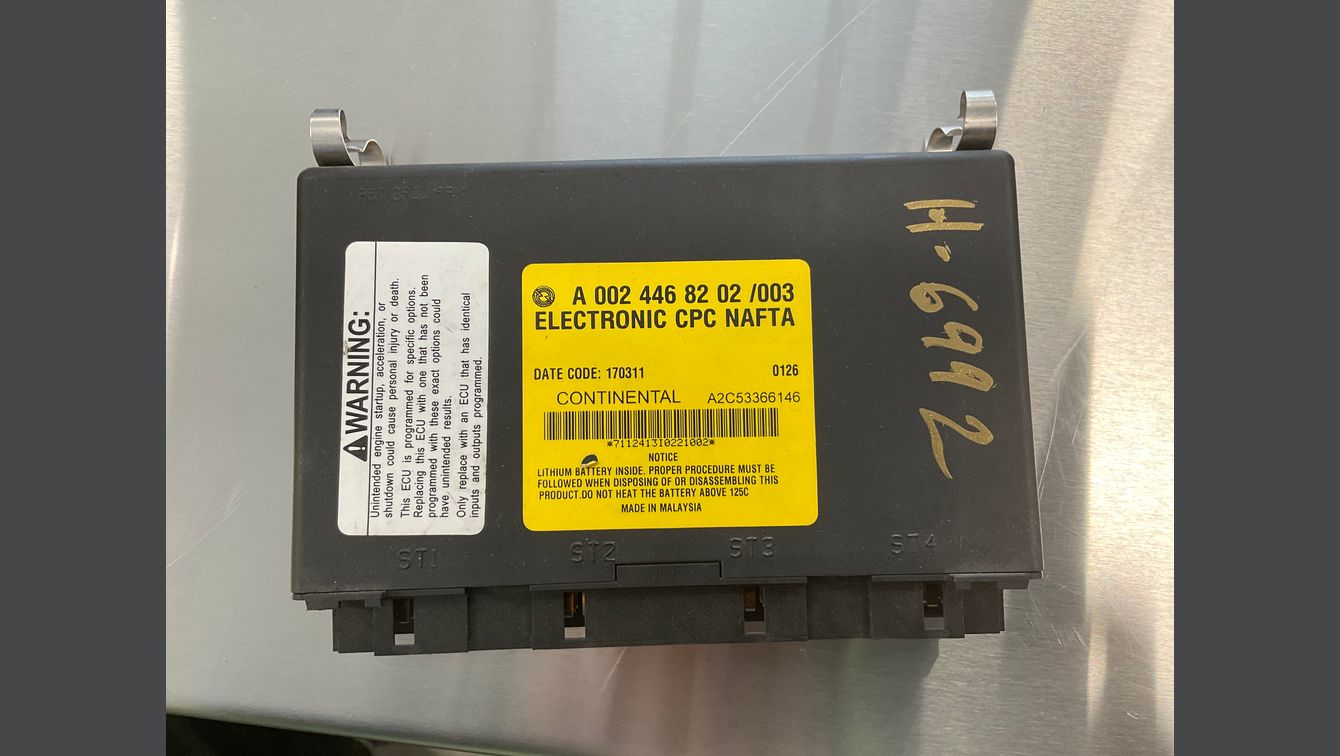 ⚠WARNING:
Unintended engine startup, acceleration, or
shutdown could cause personal injury or death.
This ECU is programmed for specific options.
Replacing this ECU with one that has not been
programmed with these exact options could
have unintended results.
Only replace with an ECU that has identical
inputs and outputs programmed.
A 002 446 82 02 /003
ELECTRONIC CPC NAFTA
DATE CODE: 170311 0126
CONTINENTAL A2C53366146
*7112413I0221002*
NOTICE
LITHIUM BATTERY INSIDE. PROPER PROCEDURE MUST BE
FOLLOWED WHEN DISPOSING OF OR DISASSEMBLING THIS
PRODUCT.DO NOT HEAT THE BATTERY ABOVE 125C
MADE IN MALAYSIA
H-6992
ST1 ST2 ST3 ST4